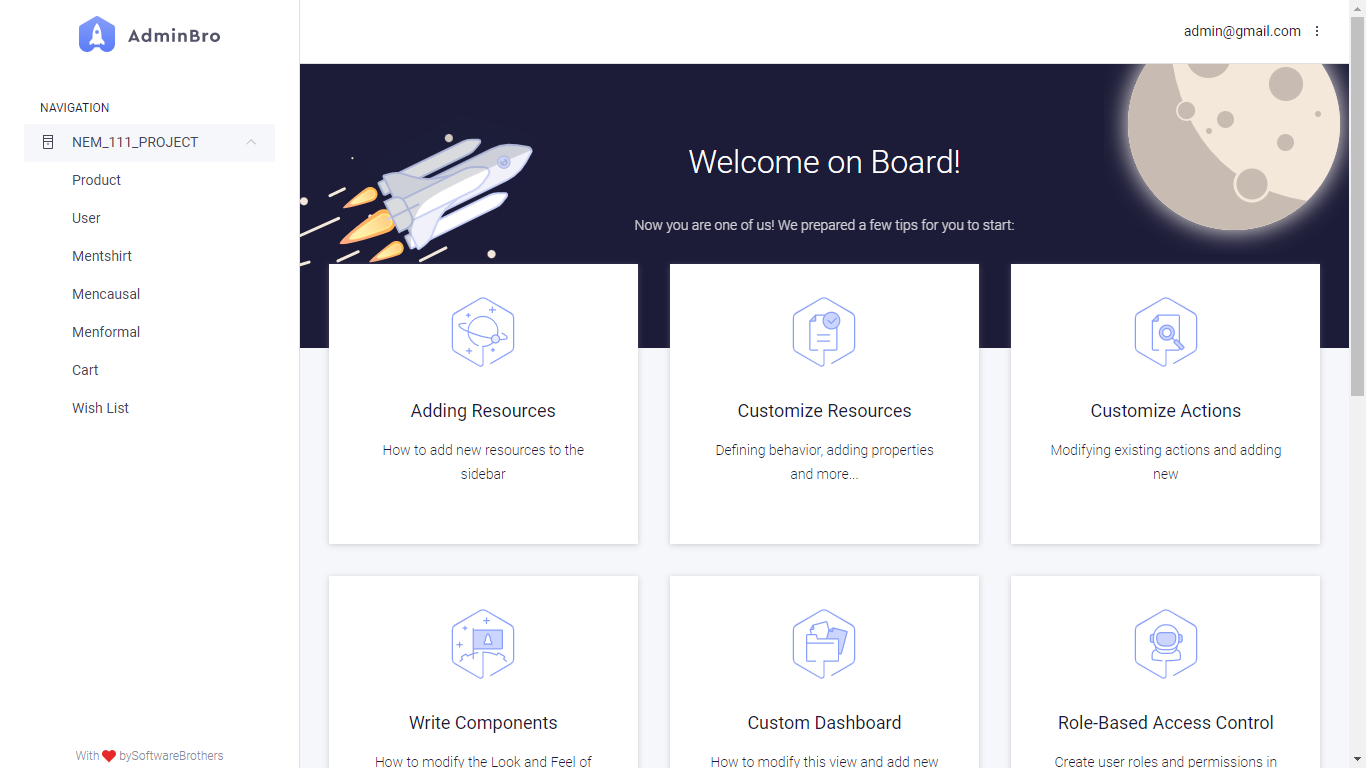 AdminBro
admin@gmail.com
NAVIGATION
NEM_111_PROJECT
Product
User
Mentshirt
Mencausal
Menformal
Cart
Wish List
With bySoftwareBrothers
Welcome on Board!
Now you are one of us! We prepared a few tips for you to start:
Adding Resources
How to add new resources to the
sidebar
Customize Resources
Defining behavior, adding properties
and more...
Customize Actions
Modifying existing actions and adding
new
Write Components
How to modify the Look and Feel of
Custom Dashboard
How to modify this view and add new
Role-Based Access Control
Create user roles and permissions in